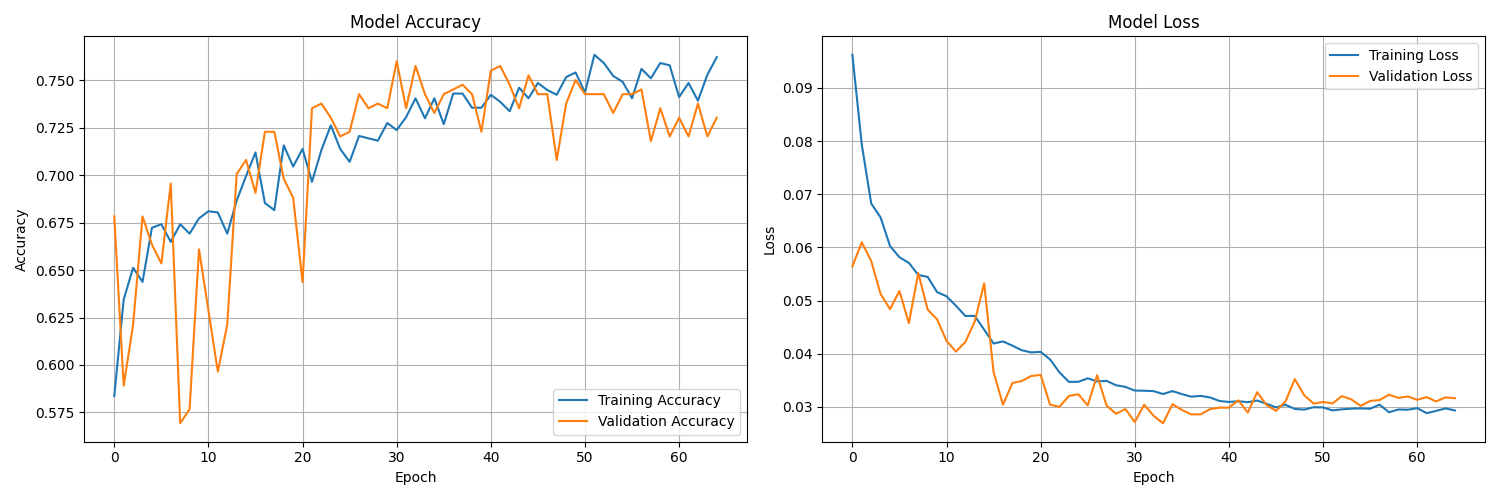 Model Accuracy
0.750
0.725
0.700
0.675
0.650
0.625
0.600
0.575
Accuracy
Training Accuracy
Validation Accuracy
0 10 20 30 40 50 60
Epoch
Model Loss
Training Loss
Validation Loss
0.09
0.08
0.07
0.06
0.05
0.04
0.03
Loss
0 10 20 30 40 50 60
Epoch